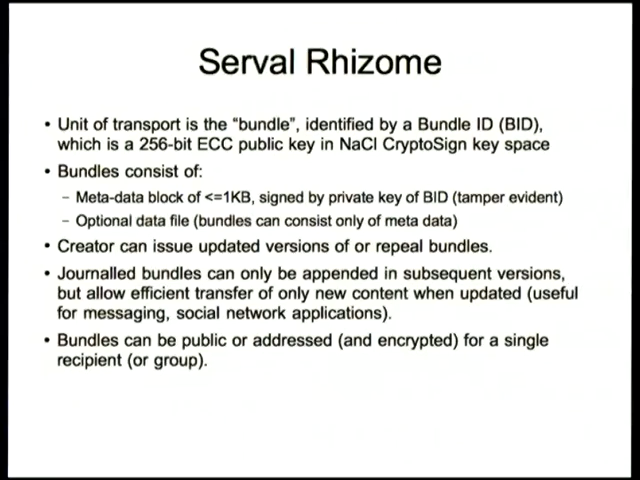 Serval Rhizome
• Unit of transport is the “bundle”, identified by a Bundle ID (BID),
which is a 256-bit ECC public key in NaCl CryptoSign key space
• Bundles consist of:
– Meta-data block of <=1KB, signed by private key of BID (tamper evident)
– Optional data file (bundles can consist only of meta data)
• Creator can issue updated versions of or repeal bundles.
• Journalled bundles can only be appended in subsequent versions,
but allow efficient transfer of only new content when updated (useful
for messaging, social network applications).
• Bundles can be public or addressed (and encrypted) for a single
recipient (or group).